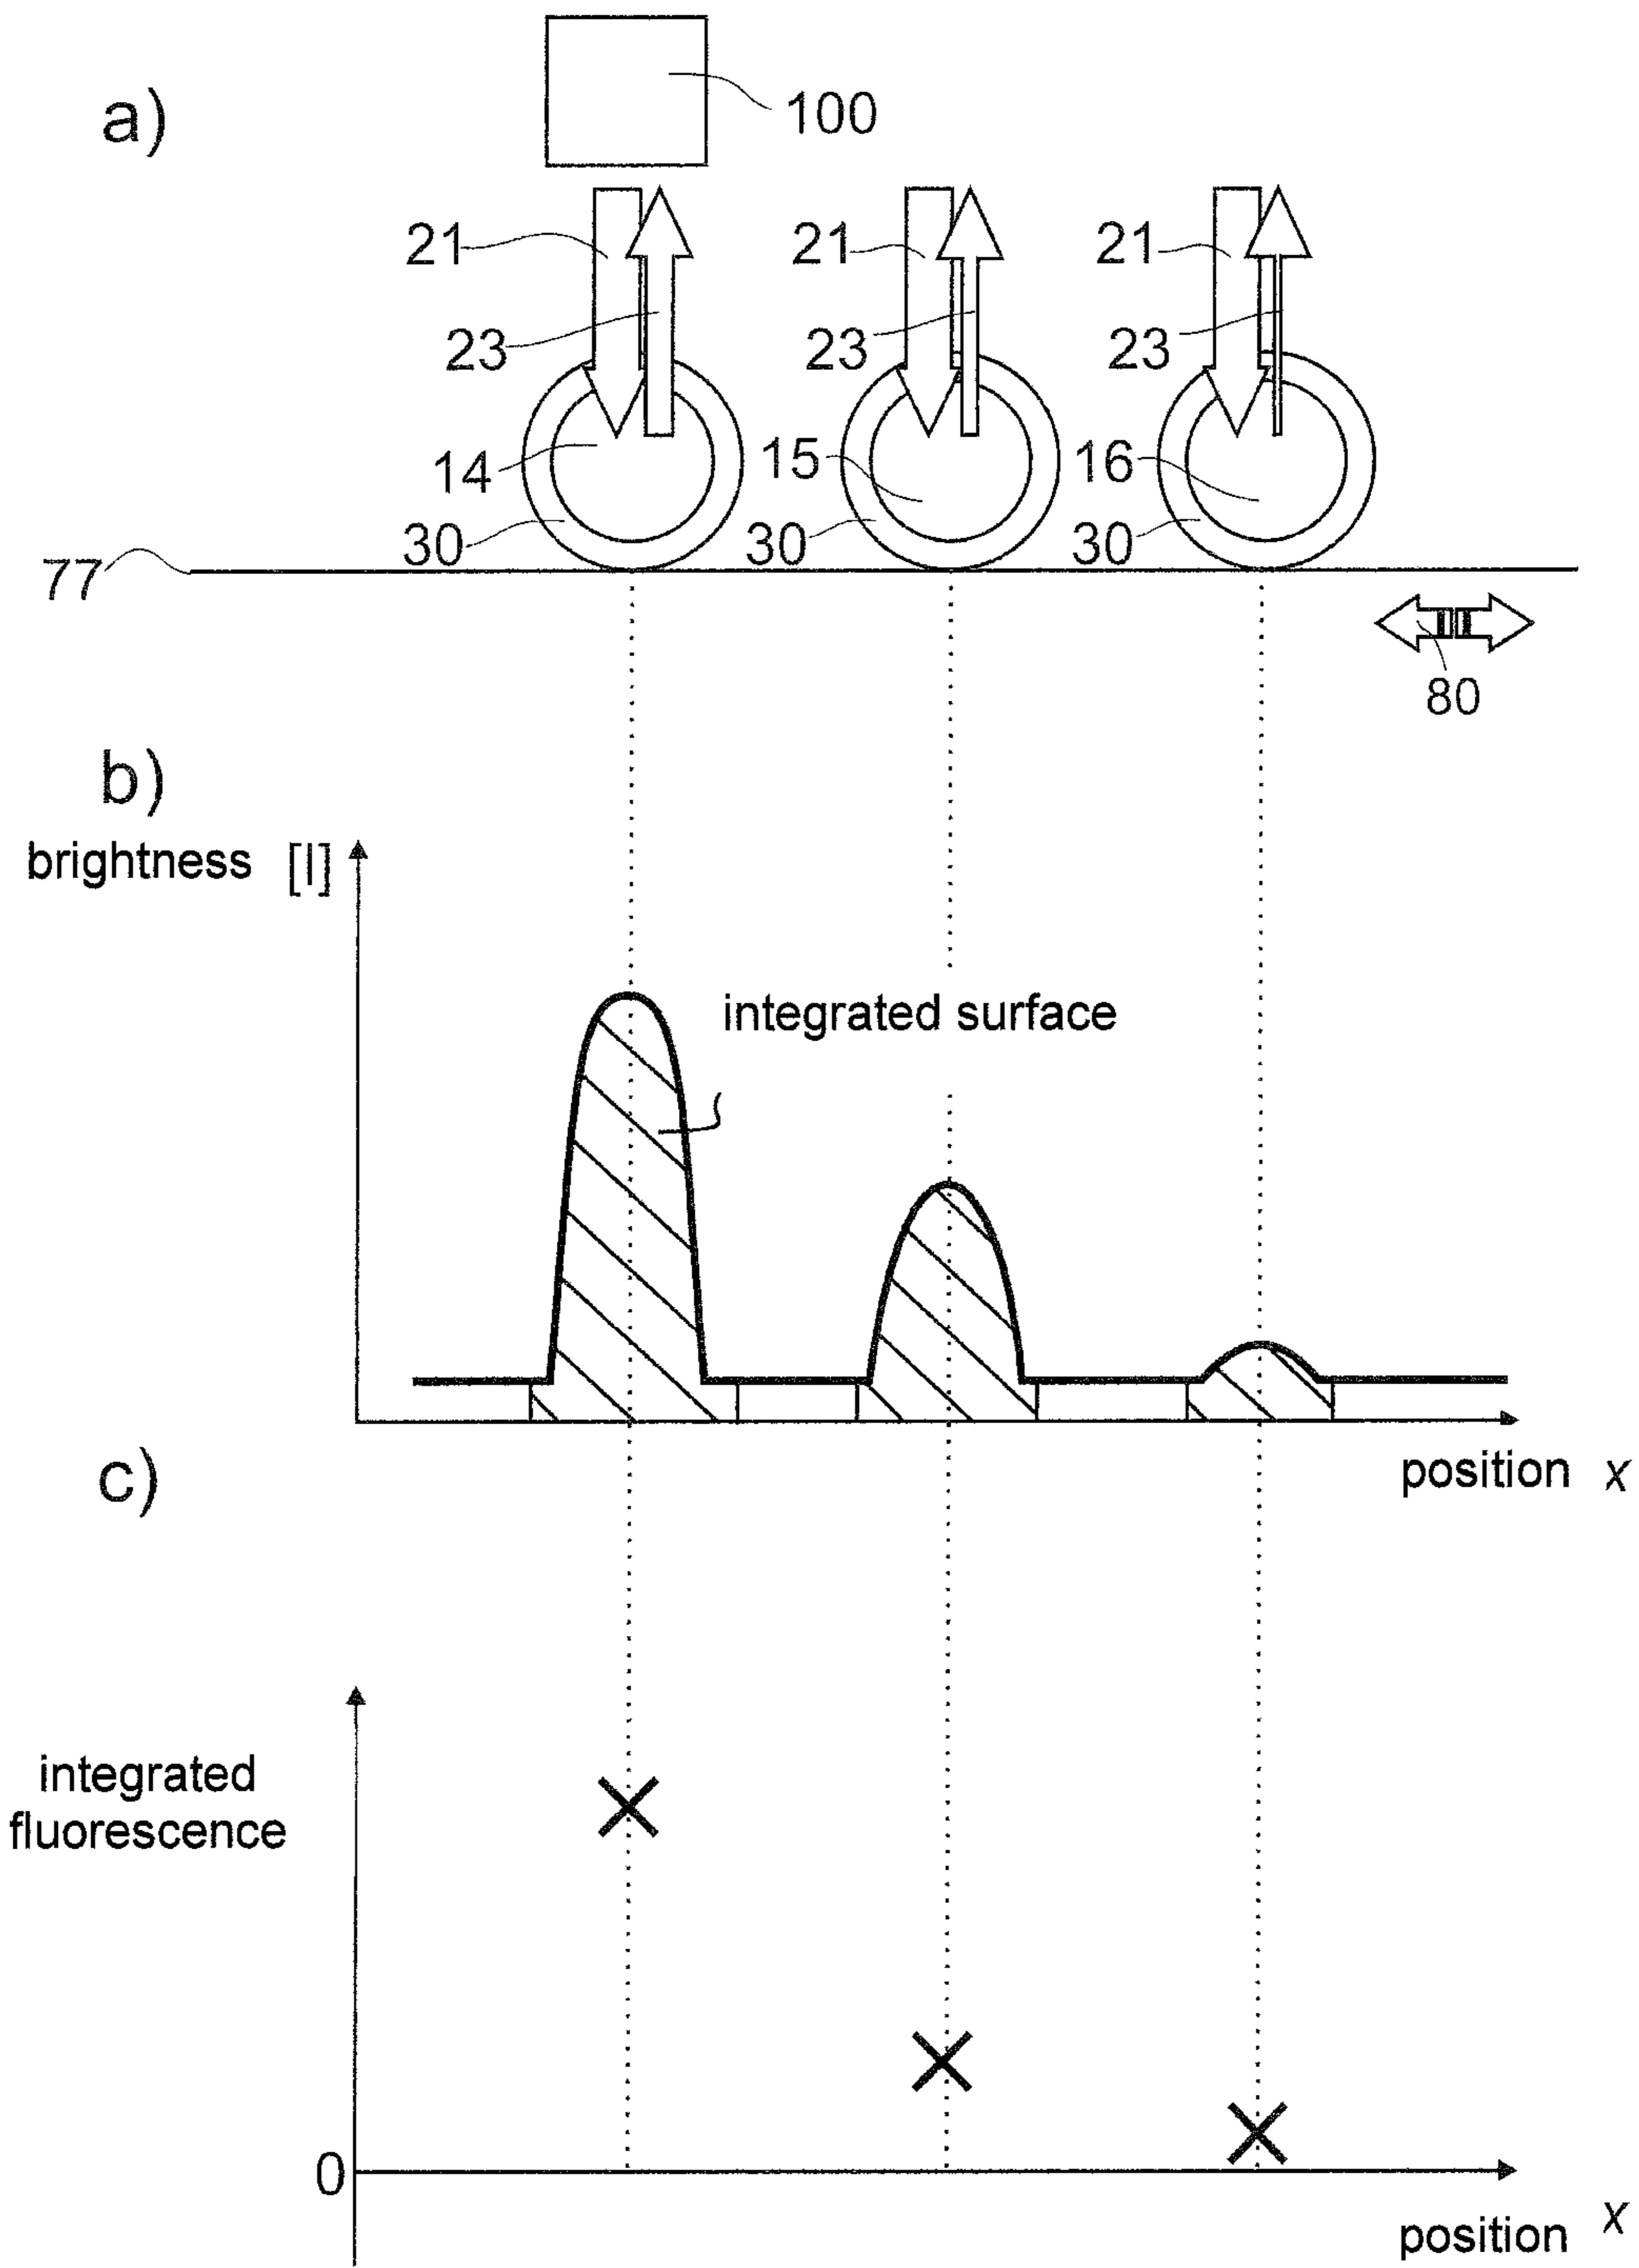 a)
100
21 21 21
23 23 23
14 15 16
30 30 30
77
80
b)
brightness [I]
integrated surface
position x
c)
integrated
fluorescence
0
position x